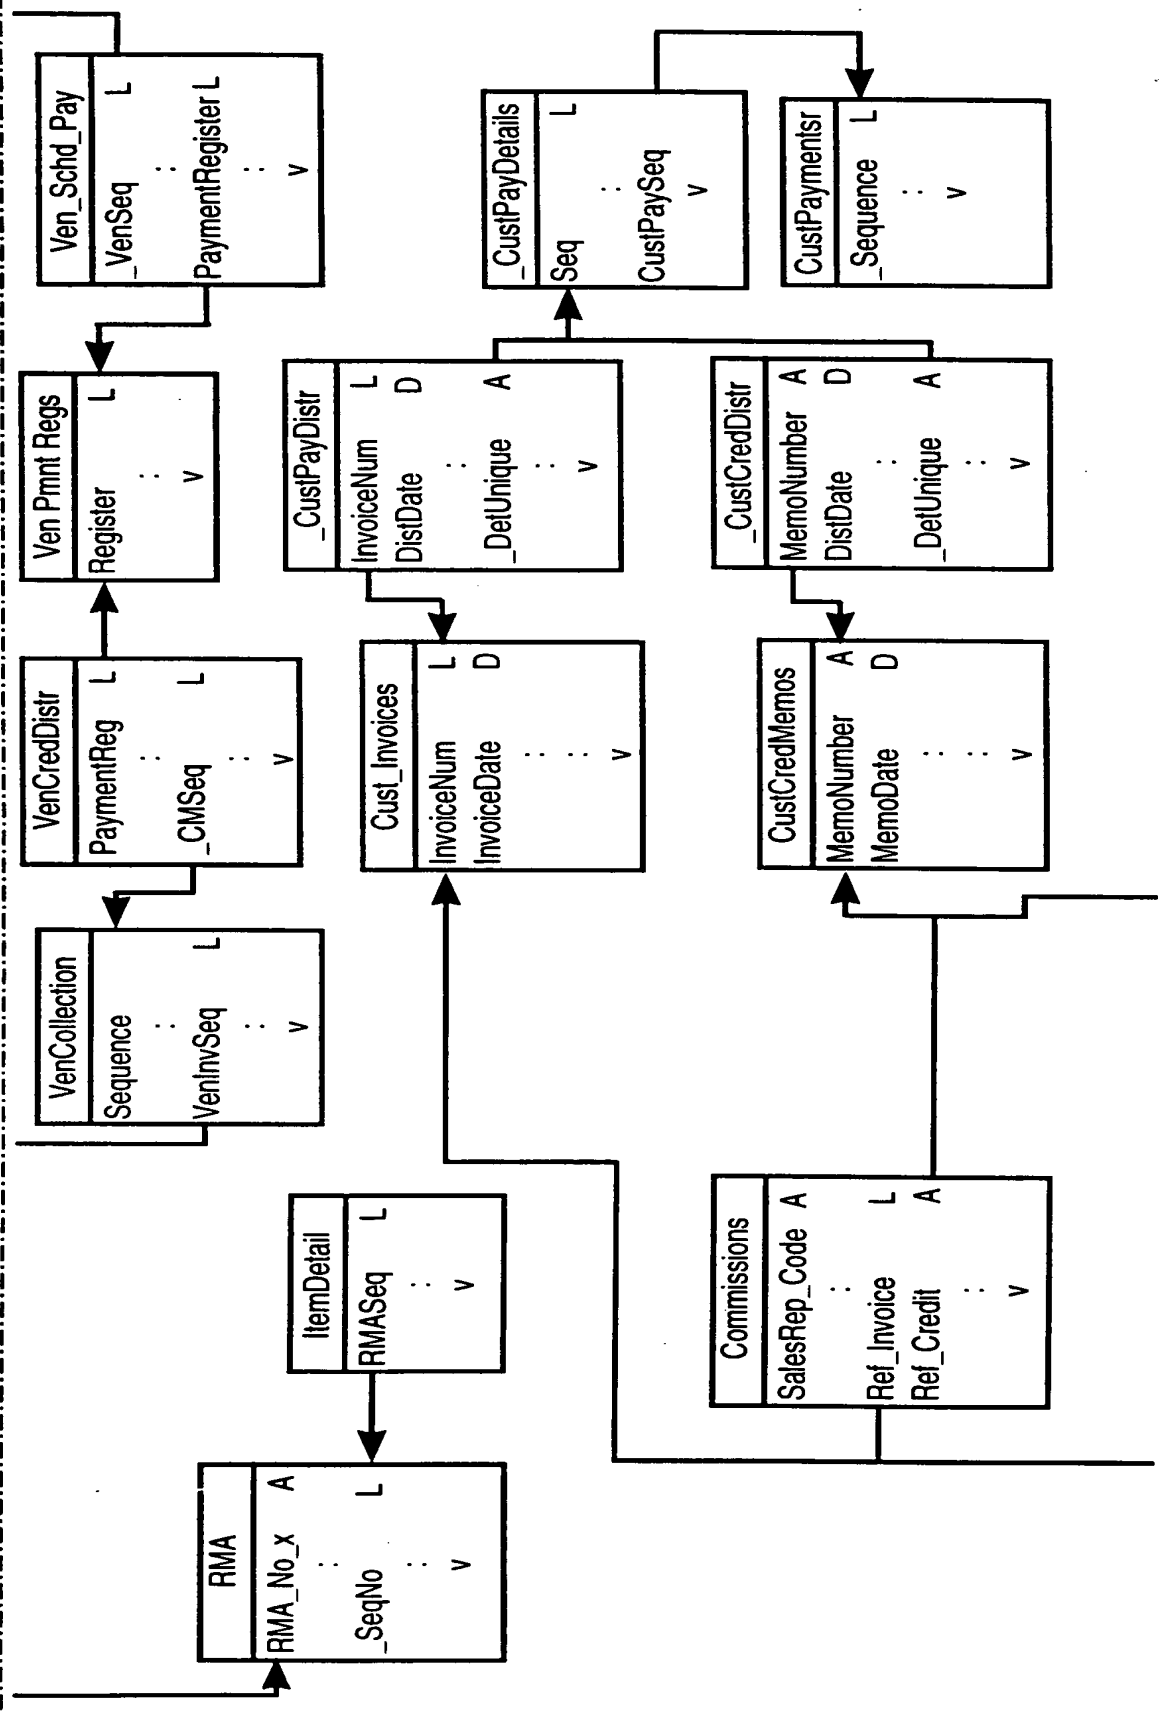 RMA
RMA_No_x A
:
_SeqNo L
:
v
ItemDetail
RMASeq L
:
v
VenCollection
Sequence
:
VenInvSeq L
:
v
VenCredDistr
PaymentReg L
:
_CMSeq L
:
v
Ven Pmnt Regs
Register L
:
v
Ven_Schd_Pay
_VenSeq L
:
PaymentRegister L
:
v
Cust_Invoices
InvoiceNum L
InvoiceDate D
:
:
v
_CustPayDistr
InvoiceNum L
DistDate D
:
_DetUnique A
:
v
_CustPayDetails
Seq L
:
CustPaySeq
v
Commissions
SalesRep_Code A
:
Ref_Invoice L
Ref_Credit A
:
v
CustCredMemos
MemoNumber A
MemoDate D
:
:
v
_CustCredDistr
MemoNumber A
DistDate D
:
_DetUnique A
:
v
CustPaymentsr
_Sequence L
:
v